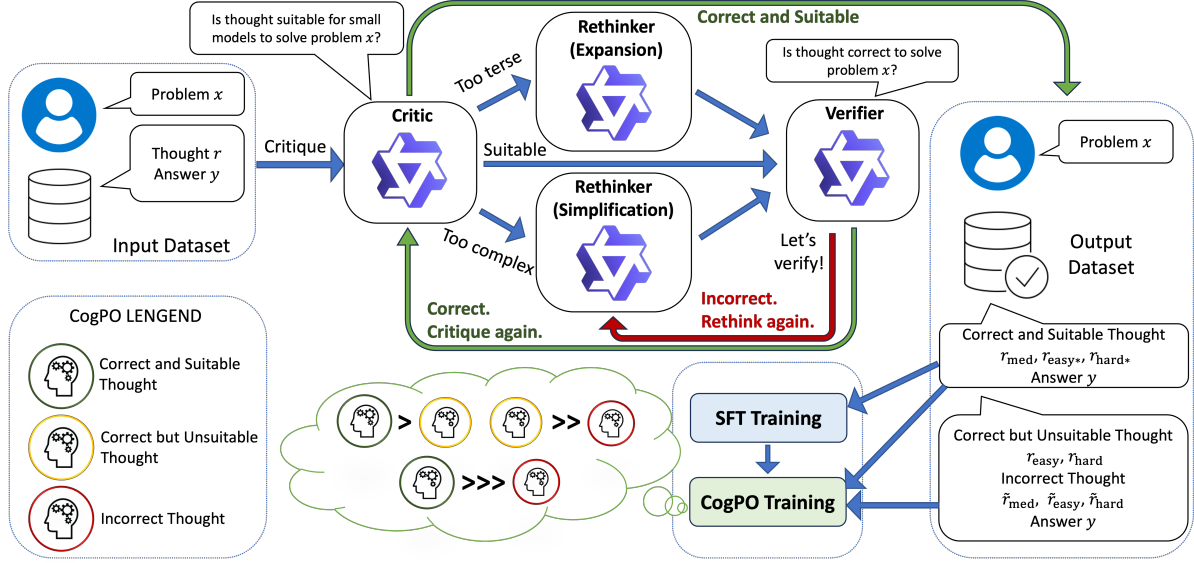 Is thought suitable for small
models to solve problem x?
Problem x
Thought r
Answer y
Input Dataset
Critique
Critic
Too terse
Suitable
Too complex
Rethinker
(Expansion)
Rethinker
(Simplification)
Correct and Suitable
Is thought correct to solve
problem x?
Verifier
Let's
verify!
Correct.
Critique again.
Incorrect.
Rethink again.
Problem x
Output
Dataset
Correct and Suitable Thought
r_med, r_easy*, r_hard*
Answer y
Correct but Unsuitable Thought
r_easy, r_hard
Incorrect Thought
r̃_med, r̃_easy, r̃_hard
Answer y
CogPO LENGEND
Correct and Suitable
Thought
Correct but Unsuitable
Thought
Incorrect Thought
> >>
>>>
SFT Training
CogPO Training